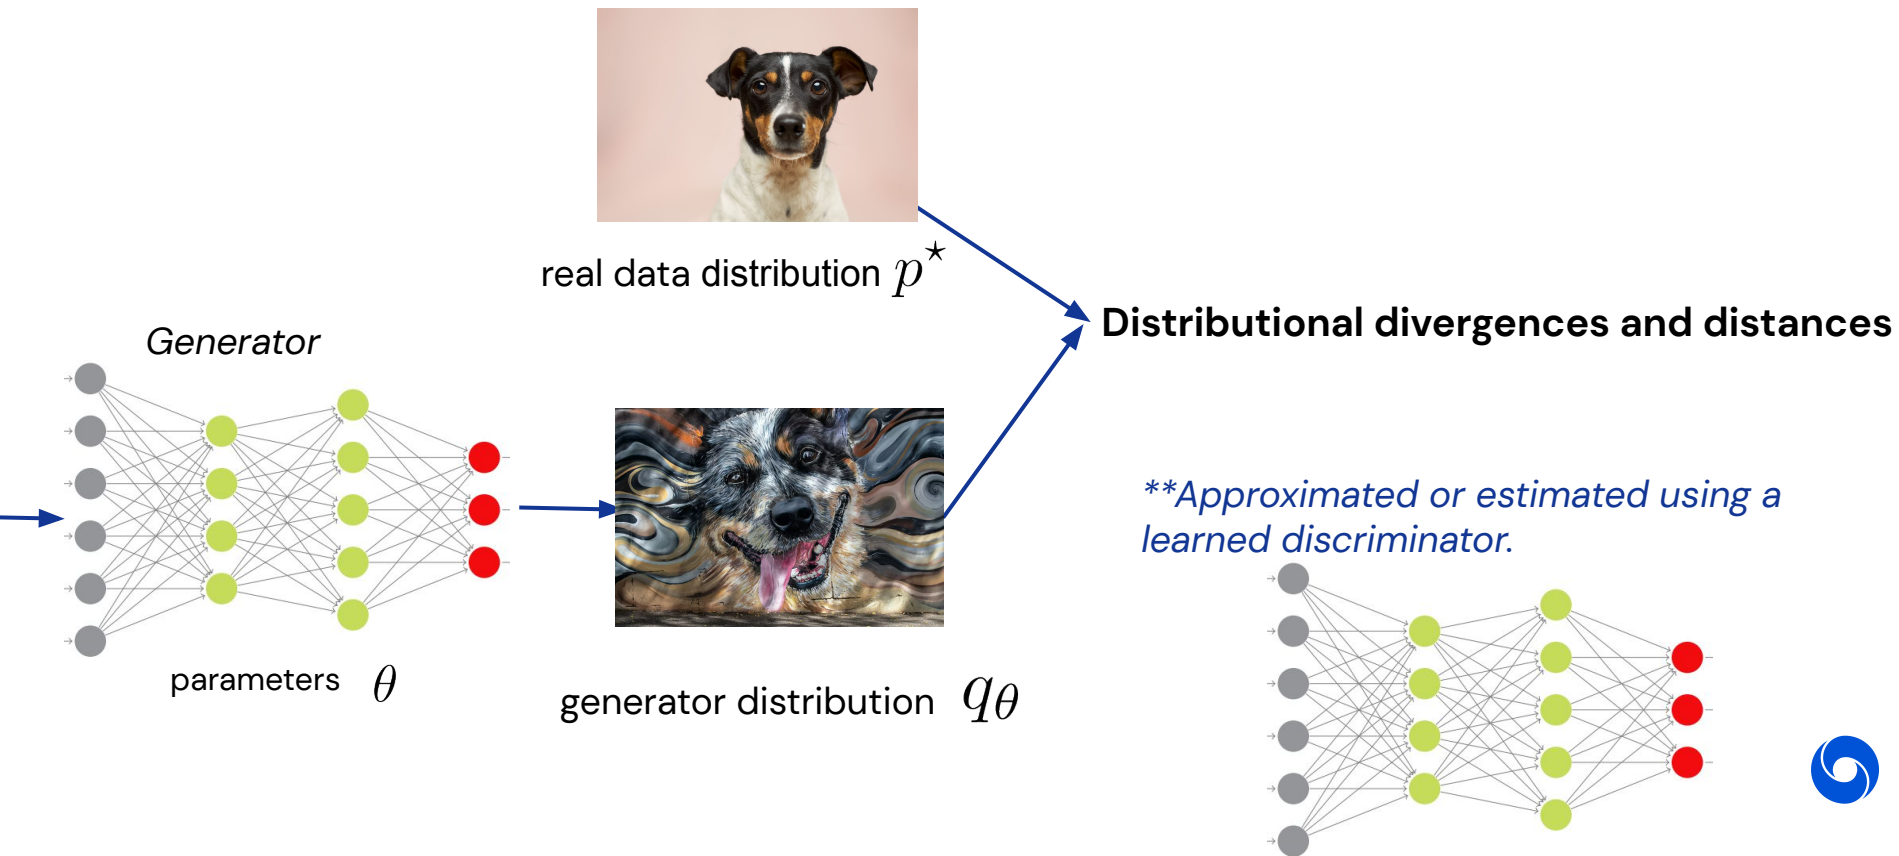 real data distribution p*
Generator
Distributional divergences and distances
**Approximated or estimated using a
learned discriminator.
parameters θ
generator distribution qθ